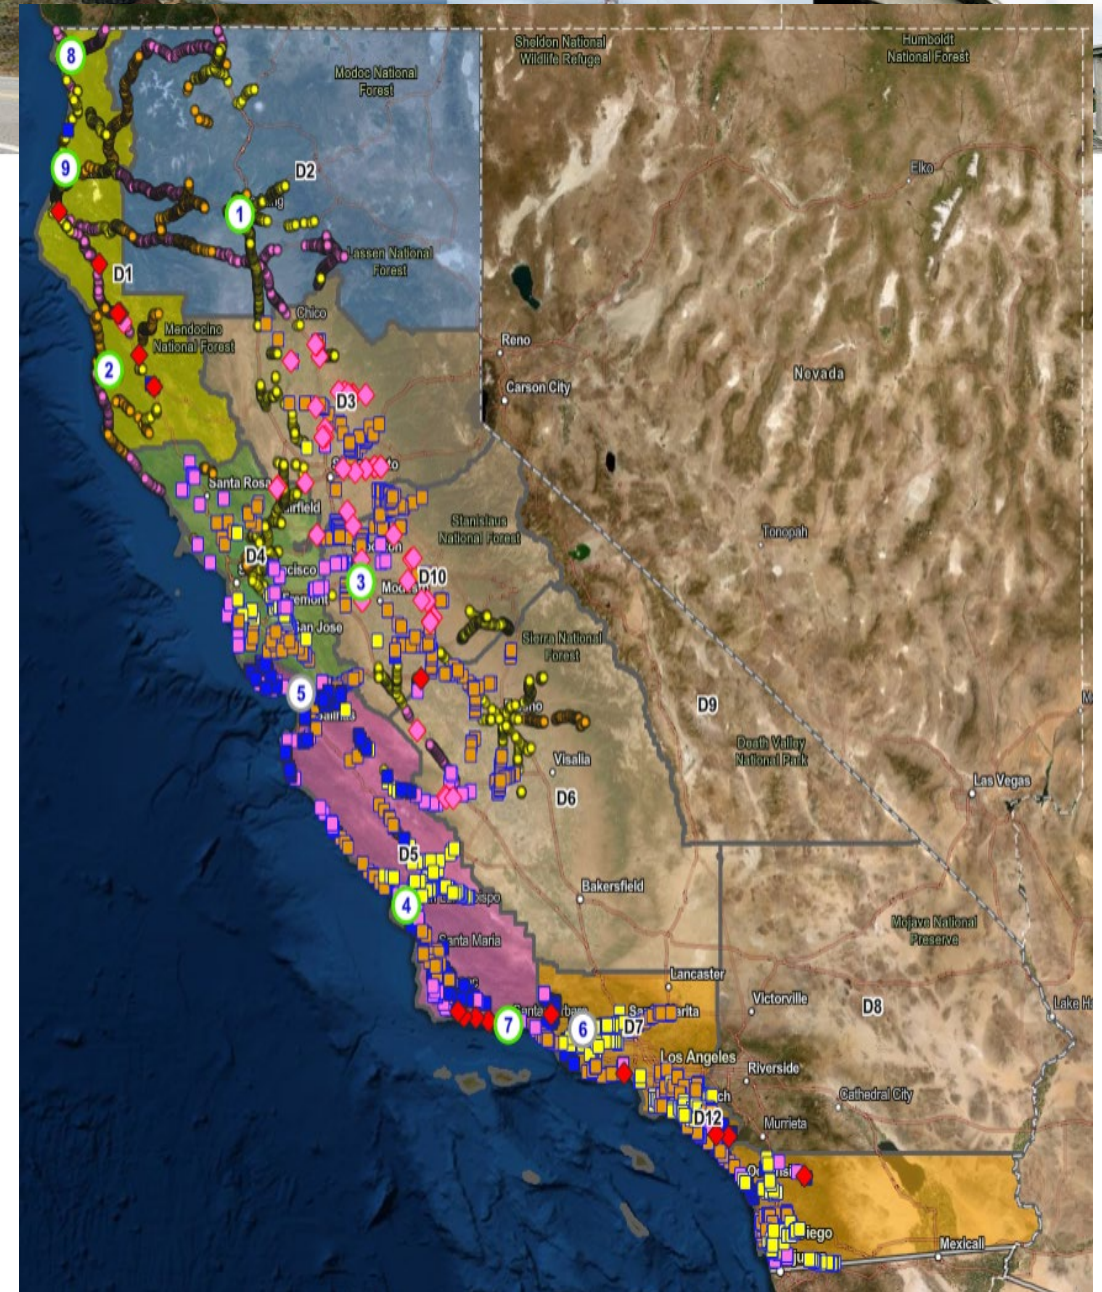 Sheldon National
Wildlife Refuge
Humboldt
National Forest
8
Modoc National
Forest
9
D2
Elko
1
Lassen National
Forest
D1
Chico
Mendocino
National Forest
Reno
2
Carson City
Nevada
D3
Santa Rosa
Stanislaus
National Forest
Tonopah
D4
3
D10
San Jose
Sierra National
Forest
5
D9
Death Valley
National Park
Visalia
Las Vegas
D6
D5
Bakersfield
4
Mojave National
Preserve
Santa Maria
Lancaster
Victorville
D8
7
6
D7
Los Angeles
Riverside
Cathedral City
D12
Murrieta
Mexicali